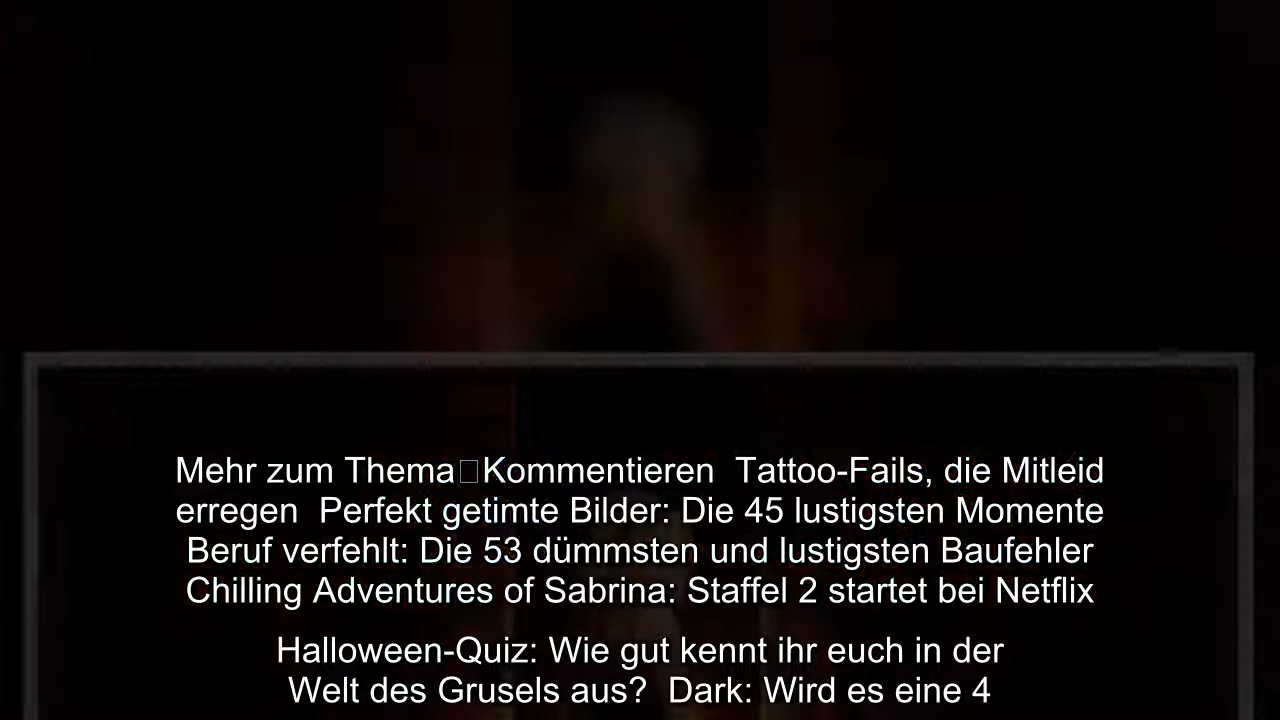 Mehr zum Thema□Kommentieren  Tattoo-Fails, die Mitleid
erregen  Perfekt getimte Bilder: Die 45 lustigsten Momente
Beruf verfehlt: Die 53 dümmsten und lustigsten Baufehler
Chilling Adventures of Sabrina: Staffel 2 startet bei Netflix
Halloween-Quiz: Wie gut kennt ihr euch in der
Welt des Grusels aus?  Dark: Wird es eine 4